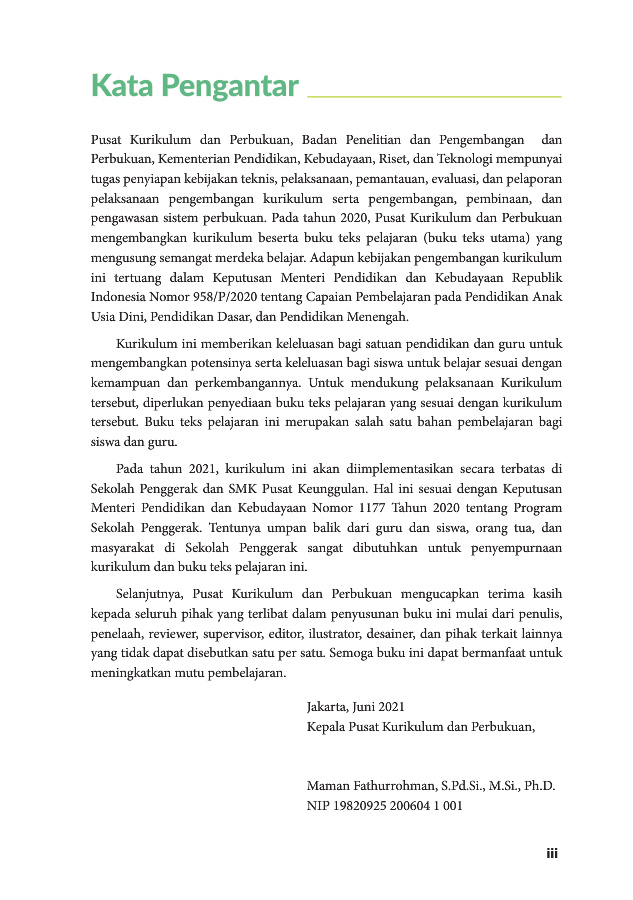 Kata Pengantar
Pusat Kurikulum dan Perbukuan, Badan Penelitian dan Pengembangan dan
Perbukuan, Kementerian Pendidikan, Kebudayaan, Riset, dan Teknologi mempunyai
tugas penyiapan kebijakan teknis, pelaksanaan, pemantauan, evaluasi, dan pelaporan
pelaksanaan pengembangan kurikulum serta pengembangan, pembinaan, dan
pengawasan sistem perbukuan. Pada tahun 2020, Pusat Kurikulum dan Perbukuan
mengembangkan kurikulum beserta buku teks pelajaran (buku teks utama) yang
mengusung semangat merdeka belajar. Adapun kebijakan pengembangan kurikulum
ini tertuang dalam Keputusan Menteri Pendidikan dan Kebudayaan Republik
Indonesia Nomor 958/P/2020 tentang Capaian Pembelajaran pada Pendidikan Anak
Usia Dini, Pendidikan Dasar, dan Pendidikan Menengah.
Kurikulum ini memberikan keleluasan bagi satuan pendidikan dan guru untuk
mengembangkan potensinya serta keleluasan bagi siswa untuk belajar sesuai dengan
kemampuan dan perkembangannya. Untuk mendukung pelaksanaan Kurikulum
tersebut, diperlukan penyediaan buku teks pelajaran yang sesuai dengan kurikulum
tersebut. Buku teks pelajaran ini merupakan salah satu bahan pembelajaran bagi
siswa dan guru.
Pada tahun 2021, kurikulum ini akan diimplementasikan secara terbatas di
Sekolah Penggerak dan SMK Pusat Keunggulan. Hal ini sesuai dengan Keputusan
Menteri Pendidikan dan Kebudayaan Nomor 1177 Tahun 2020 tentang Program
Sekolah Penggerak. Tentunya umpan balik dari guru dan siswa, orang tua, dan
masyarakat di Sekolah Penggerak sangat dibutuhkan untuk penyempurnaan
kurikulum dan buku teks pelajaran ini.
Selanjutnya, Pusat Kurikulum dan Perbukuan mengucapkan terima kasih
kepada seluruh pihak yang terlibat dalam penyusunan buku ini mulai dari penulis,
penelaah, reviewer, supervisor, editor, ilustrator, desainer, dan pihak terkait lainnya
yang tidak dapat disebutkan satu per satu. Semoga buku ini dapat bermanfaat untuk
meningkatkan mutu pembelajaran.
Jakarta, Juni 2021
Kepala Pusat Kurikulum dan Perbukuan,
Maman Fathurrohman, S.Pd.Si., M.Si., Ph.D.
NIP 19820925 200604 1 001
iii